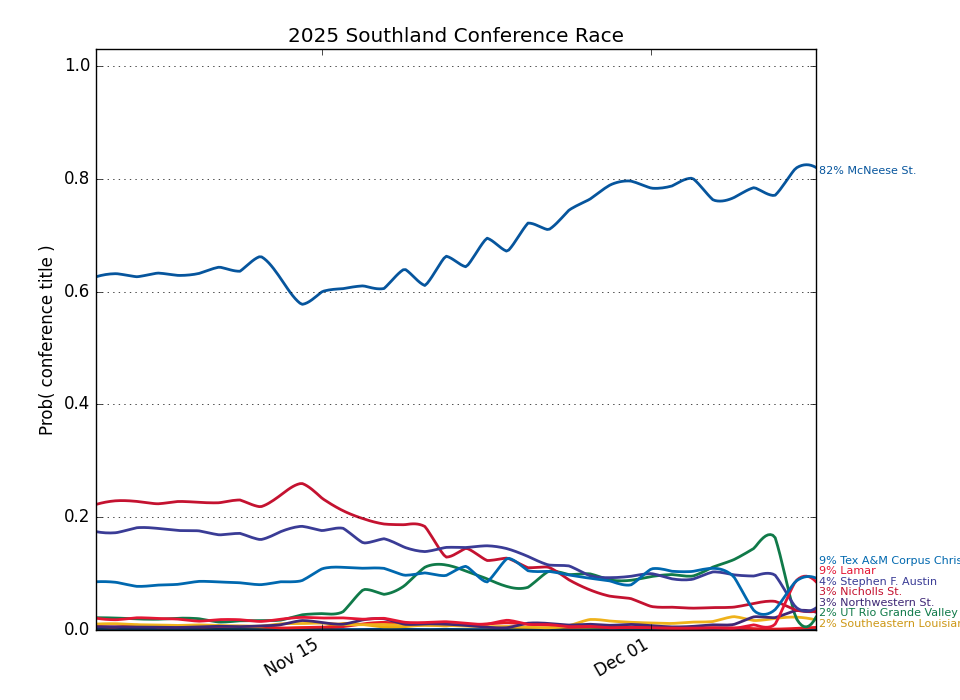 2025 Southland Conference Race
1.0
0.8
0.6
0.4
0.2
0.0
Prob( conference title )
Nov 15
Dec 01
82% McNeese St.
9% Tex A&M Corpus Chris
9% Lamar
4% Stephen F. Austin
3% Nicholls St.
3% Northwestern St.
2% UT Rio Grande Valley
2% Southeastern Louisian